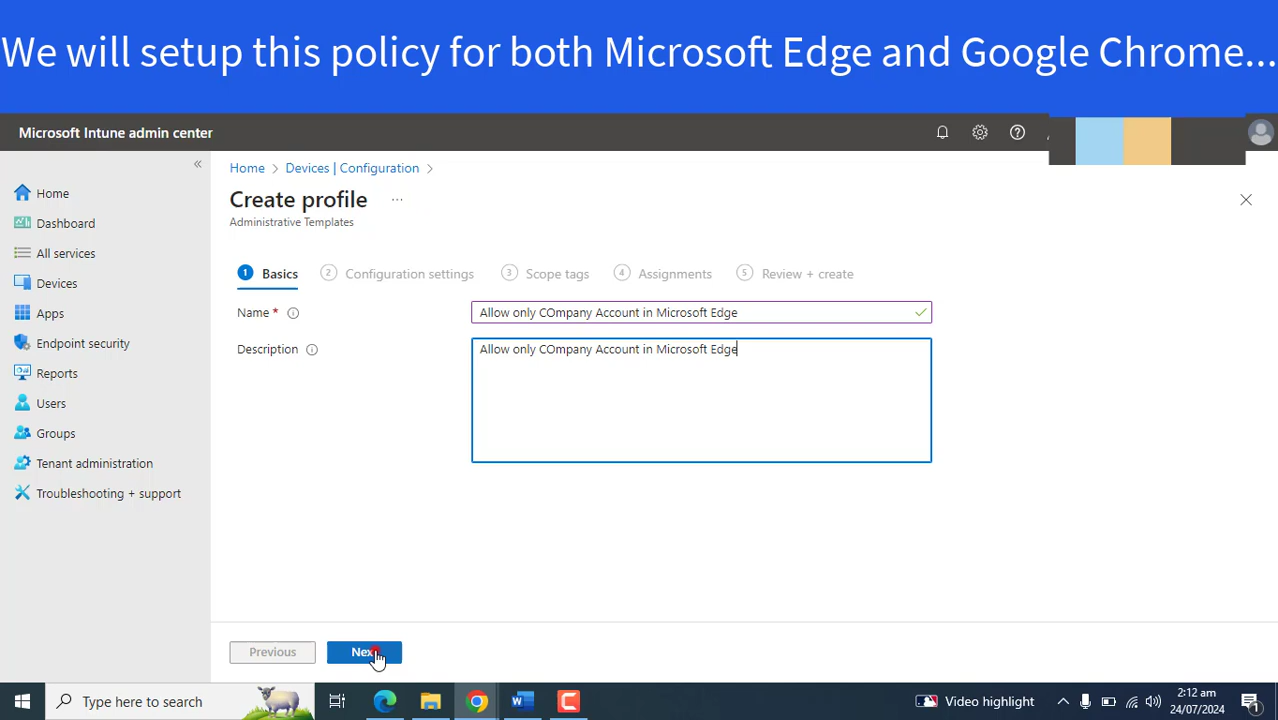 We will setup this policy for both Microsoft Edge and Google Chrome...
Microsoft Intune admin center
Home > Devices | Configuration >
Create profile ...
Administrative Templates
1 Basics 2 Configuration settings 3 Scope tags 4 Assignments 5 Review + create
Name * Allow only COmpany Account in Microsoft Edge
Description Allow only COmpany Account in Microsoft Edge
Home
Dashboard
All services
Devices
Apps
Endpoint security
Reports
Users
Groups
Tenant administration
Troubleshooting + support
Previous Next
Type here to search
Video highlight
2:12 am
24/07/2024
1